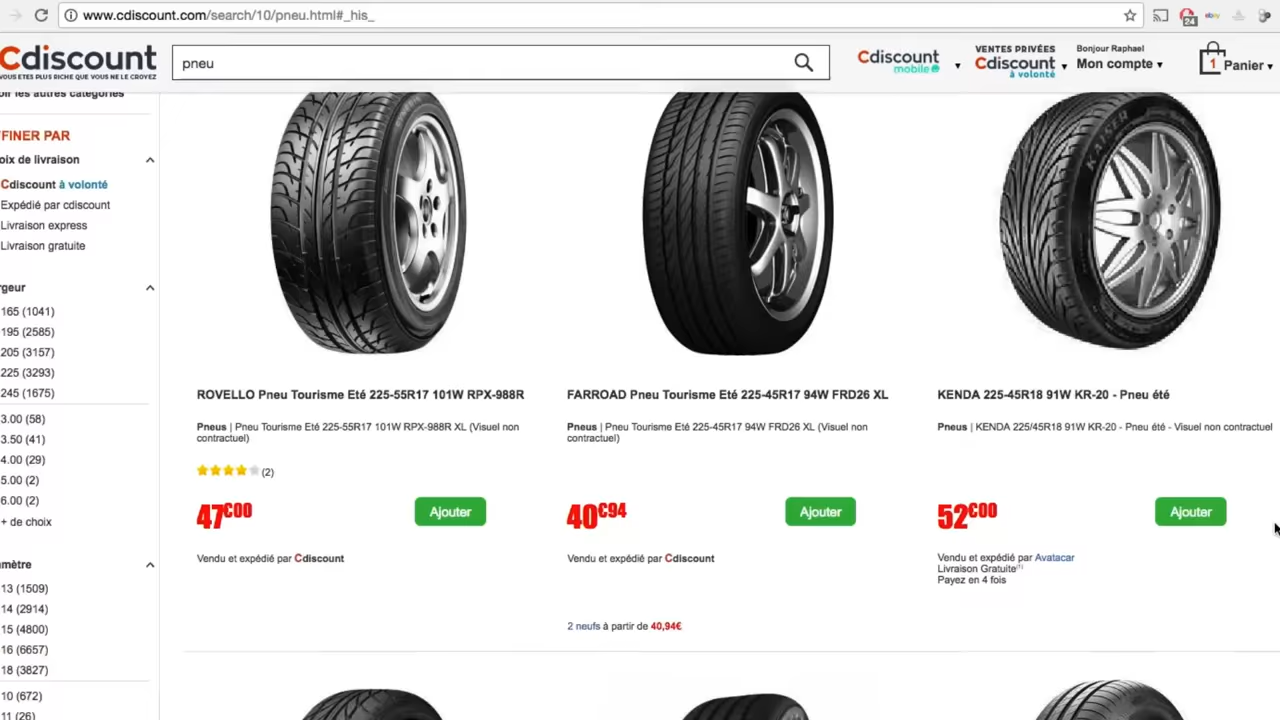 www.cdiscount.com/search/10/pneu.html#_his_
24
ebay
Cdiscount
VOUS ETES PLUS RICHE QUE VOUS NE LE CROYEZ
pneu
Cdiscount
mobile
VENTES PRIVÉES
Cdiscount
à volonté
Bonjour Raphael
Mon compte
1 Panier
oir les autres catégories
FINER PAR
oix de livraison
Cdiscount à volonté
Expédié par cdiscount
Livraison express
Livraison gratuite
rgeur
165 (1041)
195 (2585)
205 (3157)
225 (3293)
245 (1675)
3.00 (58)
3.50 (41)
4.00 (29)
5.00 (2)
6.00 (2)
+ de choix
mètre
13 (1509)
14 (2914)
15 (4800)
16 (6657)
18 (3827)
10 (672)
11 (26)
ROVELLO Pneu Tourisme Eté 225-55R17 101W RPX-988R
Pneus | Pneu Tourisme Eté 225-55R17 101W RPX-988R XL (Visuel non
contractuel)
(2)
47€00
Ajouter
Vendu et expédié par Cdiscount
FARROAD Pneu Tourisme Eté 225-45R17 94W FRD26 XL
Pneus | Pneu Tourisme Eté 225-45R17 94W FRD26 XL (Visuel non
contractuel)
40€94
Ajouter
Vendu et expédié par Cdiscount
2 neufs à partir de 40,94€
KAISER
KENDA 225-45R18 91W KR-20 - Pneu été
Pneus | KENDA 225/45R18 91W KR-20 - Pneu été - Visuel non contractuel
52€00
Ajouter
Vendu et expédié par Avatacar
Livraison Gratuite(1)
Payez en 4 fois